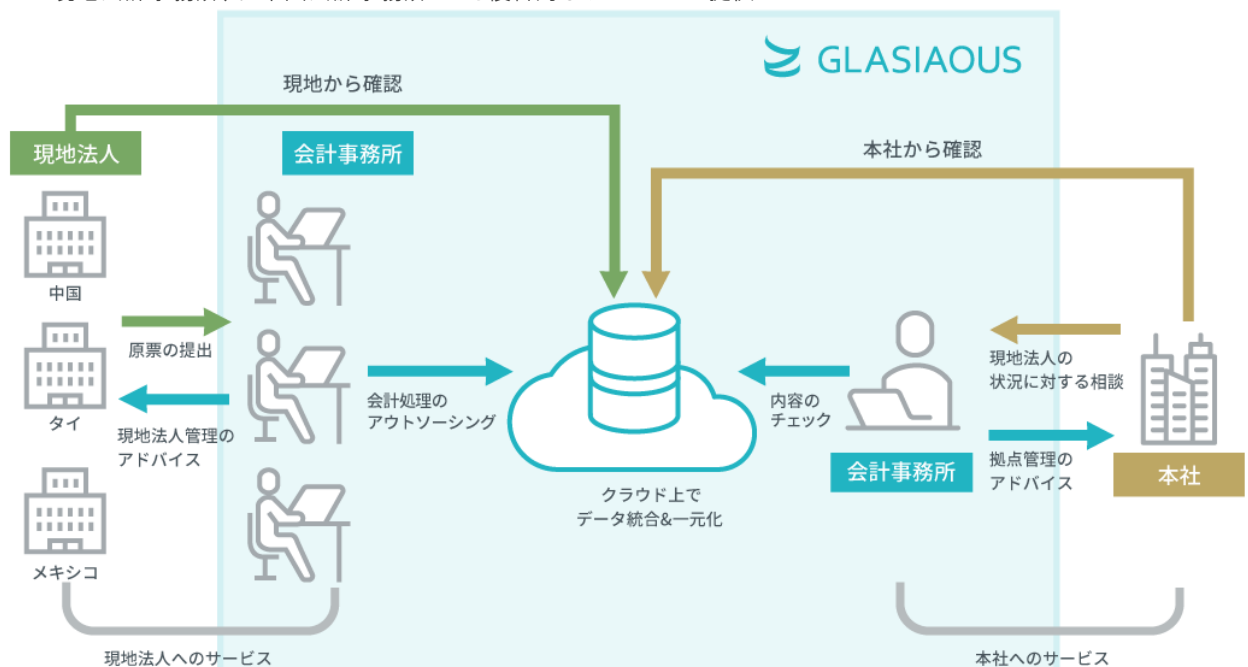 GLASIAOUS
現地から確認
本社から確認
現地法人
会計事務所
中国
原票の提出
タイ
現地法人管理の
アドバイス
メキシコ
会計処理の
アウトソーシング
クラウド上で
データ統合&一元化
内容の
チェック
会計事務所
現地法人の
状況に対する相談
拠点管理の
アドバイス
本社
現地法人へのサービス
本社へのサービス